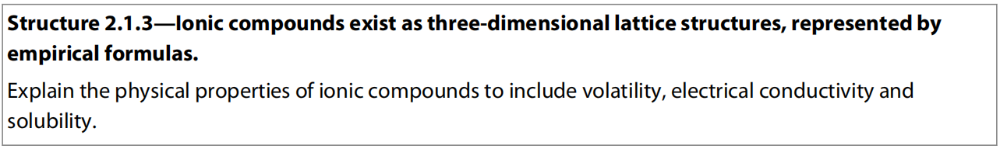 Structure 2.1.3—Ionic compounds exist as three-dimensional lattice structures, represented by
empirical formulas.
Explain the physical properties of ionic compounds to include volatility, electrical conductivity and
solubility.